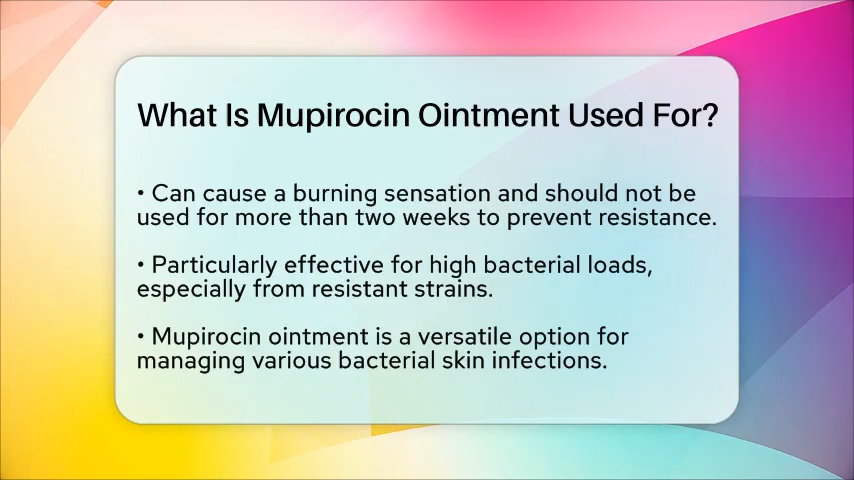 What Is Mupirocin Ointment Used For?
• Can cause a burning sensation and should not be
used for more than two weeks to prevent resistance.
• Particularly effective for high bacterial loads,
especially from resistant strains.
• Mupirocin ointment is a versatile option for
managing various bacterial skin infections.